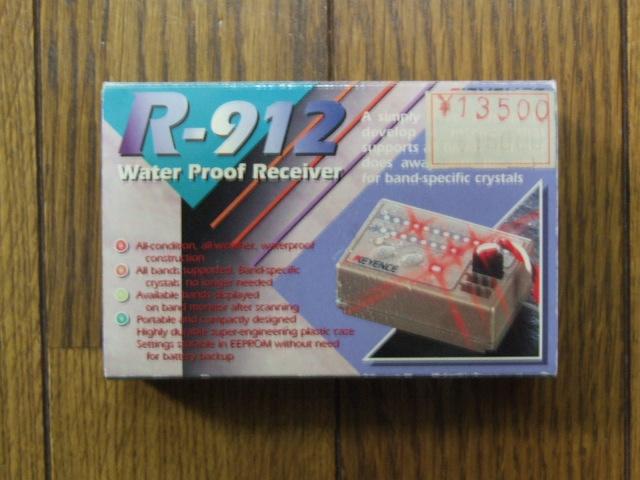 R-912
Water Proof Receiver
¥13500
A simply
develop
supports
does away
for band-specific crystals
All-condition, all-weather, waterproof
construction
All bands supported. Band-specific
crystals no longer needed
Available bands displayed
on band monitor after scanning
Portable and compactly designed
Highly durable super-engineering plastic case
Settings storable in EEPROM without need
for battery backup
KEYENCE